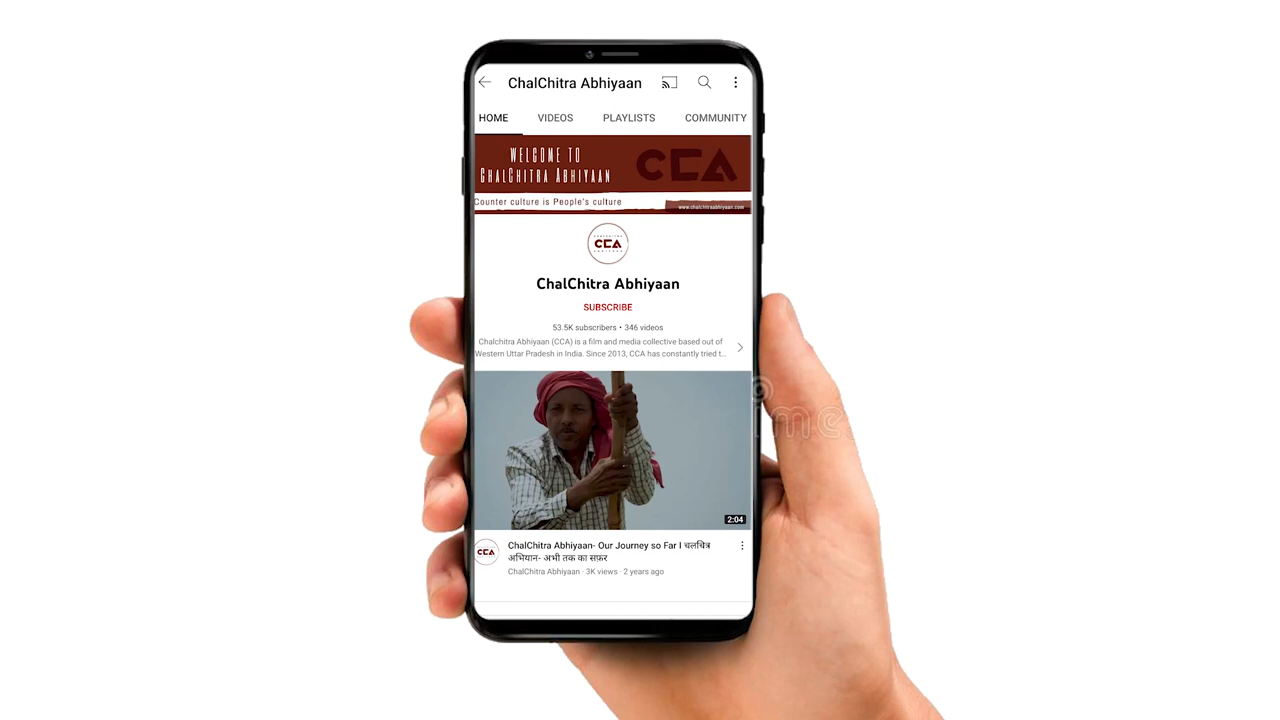 ChalChitra Abhiyaan
HOME VIDEOS PLAYLISTS COMMUNITY
WELCOME TO
CHALCHITRA ABHIYAAN
CCA
Counter culture is People's culture
www.chalchitraabhiyaan.com
CCA
ChalChitra Abhiyaan
SUBSCRIBE
53.5K subscribers • 346 videos
Chalchitra Abhiyaan (CCA) is a film and media collective based out of
Western Uttar Pradesh in India. Since 2013, CCA has constantly tried t...
2:04
CCA
ChalChitra Abhiyaan- Our Journey so Far I चलचित्र
अभियान- अभी तक का सफ़र
ChalChitra Abhiyaan · 3K views · 2 years ago